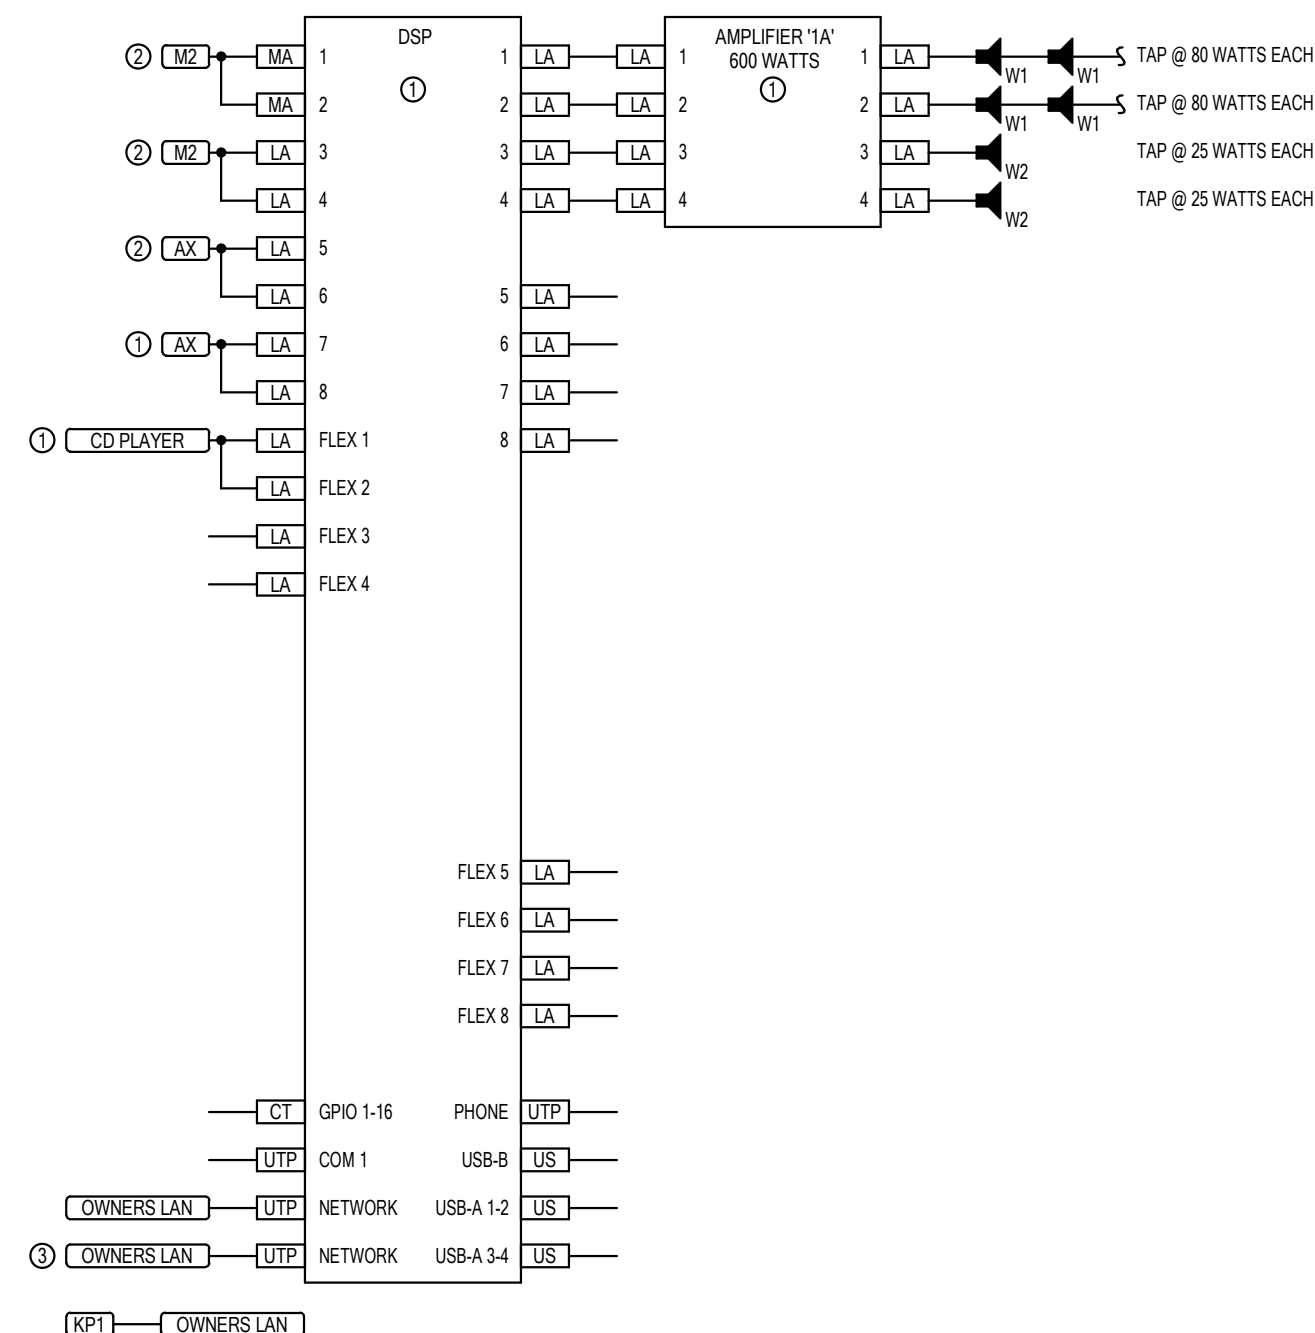 DSP
①
AMPLIFIER '1A'
600 WATTS
①
② M2 MA 1 1 LA LA 1 1 LA W1 W1 TAP @ 80 WATTS EACH
MA 2 2 LA LA 2 2 LA W1 W1 TAP @ 80 WATTS EACH
② M2 LA 3 3 LA LA 3 3 LA W2 TAP @ 25 WATTS EACH
LA 4 4 LA LA 4 4 LA W2 TAP @ 25 WATTS EACH
② AX LA 5
LA 6 5 LA
① AX LA 7 6 LA
LA 8 7 LA
① CD PLAYER LA FLEX 1 8 LA
LA FLEX 2
LA FLEX 3
LA FLEX 4
FLEX 5 LA
FLEX 6 LA
FLEX 7 LA
FLEX 8 LA
CT GPIO 1-16 PHONE UTP
UTP COM 1 USB-B US
OWNERS LAN UTP NETWORK USB-A 1-2 US
③ OWNERS LAN UTP NETWORK USB-A 3-4 US
KP1 OWNERS LAN